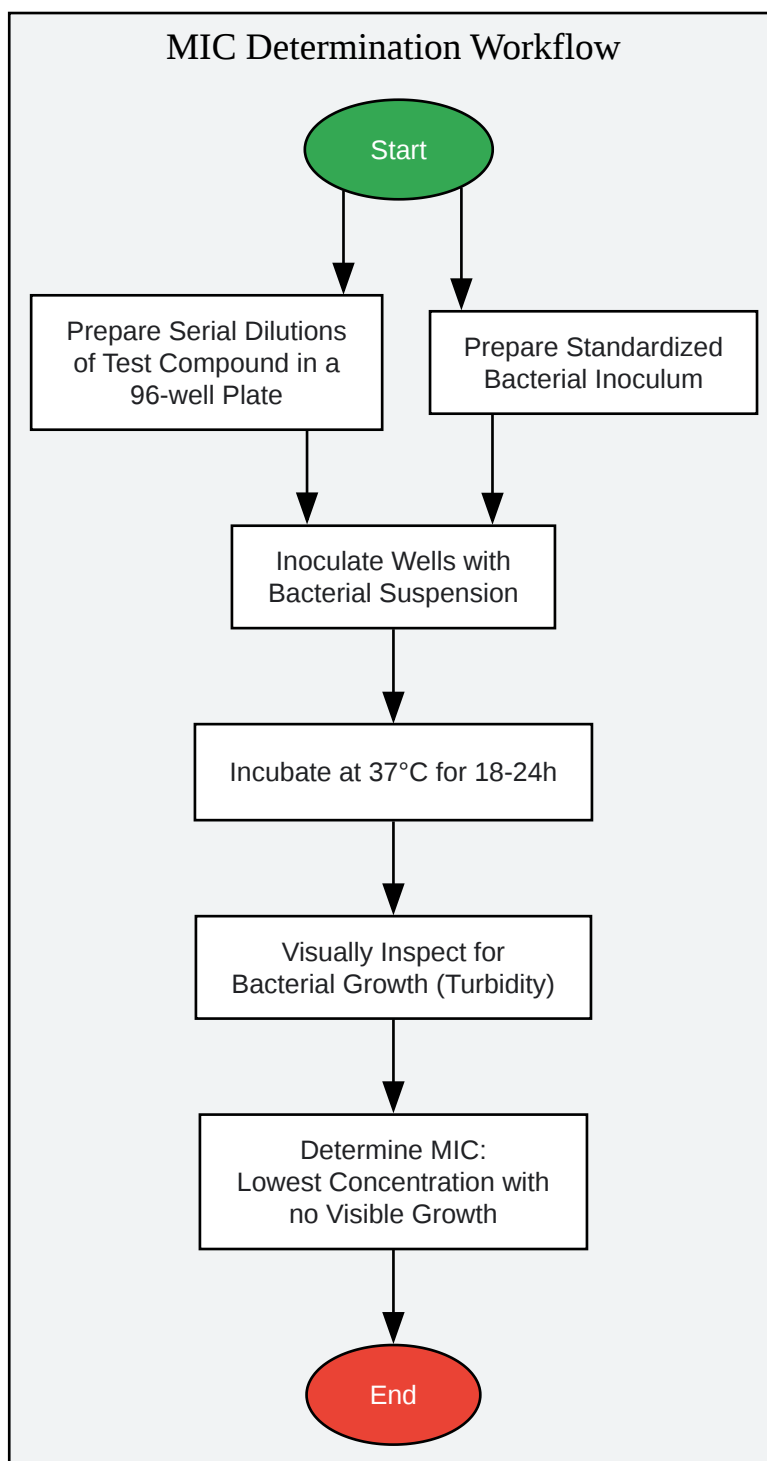 MIC Determination Workflow
Start
Prepare Serial Dilutions
of Test Compound in a
96-well Plate
Prepare Standardized
Bacterial Inoculum
Inoculate Wells with
Bacterial Suspension
Incubate at 37°C for 18-24h
Visually Inspect for
Bacterial Growth (Turbidity)
Determine MIC:
Lowest Concentration with
no Visible Growth
End